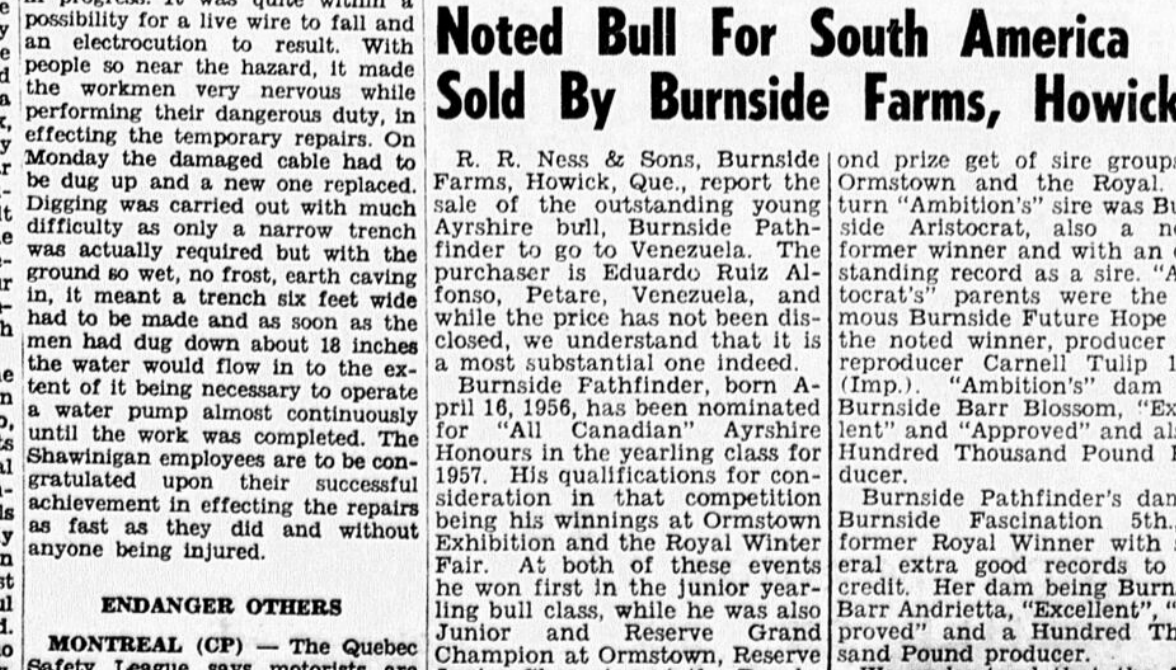 possibility for a live wire to fall and
an electrocution to result. With
people so near the hazard, it made
the workmen very nervous while
performing their dangerous duty, in
effecting the temporary repairs. On
Monday the damaged cable had to
be dug up and a new one replaced.
Digging was carried out with much
difficulty as only a narrow trench
was actually required but with the
ground so wet, no frost, earth caving
in, it meant a trench six feet wide
had to be made and as soon as the
men had dug down about 18 inches
the water would flow in to the ex-
tent of it being necessary to operate
a water pump almost continuously
until the work was completed. The
Shawinigan employees are to be con-
gratulated upon their successful
achievement in effecting the repairs
as fast as they did and without
anyone being injured.
ENDANGER OTHERS
MONTREAL (CP) — The Quebec
Safety League says motorists are
Noted Bull For South America
Sold By Burnside Farms, Howick
R. R. Ness & Sons, Burnside
Farms, Howick, Que., report the
sale of the outstanding young
Ayrshire bull, Burnside Path-
finder to go to Venezuela. The
purchaser is Eduardo Ruiz Al-
fonso, Petare, Venezuela, and
while the price has not been dis-
closed, we understand that it is
a most substantial one indeed.
Burnside Pathfinder, born A-
pril 16, 1956, has been nominated
for "All Canadian" Ayrshire
Honours in the yearling class for
1957. His qualifications for con-
sideration in that competition
being his winnings at Ormstown
Exhibition and the Royal Winter
Fair. At both of these events
he won first in the junior year-
ling bull class, while he was also
Junior and Reserve Grand
Champion at Ormstown, Reserve
ond prize get of sire group
Ormstown and the Royal.
turn "Ambition's" sire was
side Aristocrat, also a
former winner and with an
standing record as a sire.
tocrat's" parents were the
mous Burnside Future Hope
the noted winner, producer
reproducer Carnell Tulip
(Imp.). "Ambition's" dam
Burnside Barr Blossom,
lent" and "Approved" and
Hundred Thousand Pound
ducer.
Burnside Pathfinder's dam
Burnside Fascination 5th
former Royal Winner with
eral extra good records to
credit. Her dam being
Barr Andrietta, "Excellent",
proved" and a Hundred
sand Pound producer.